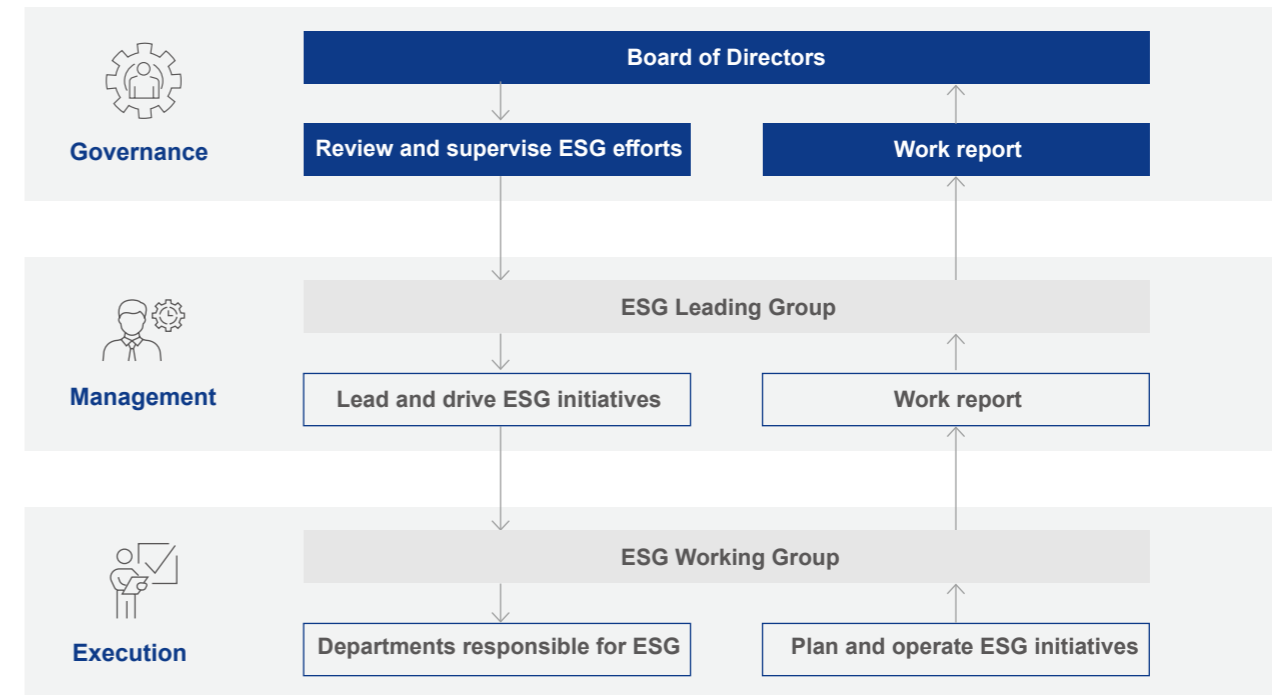 Board of Directors
Governance
Review and supervise ESG efforts
Work report
ESG Leading Group
Management
Lead and drive ESG initiatives
Work report
ESG Working Group
Execution
Departments responsible for ESG
Plan and operate ESG initiatives